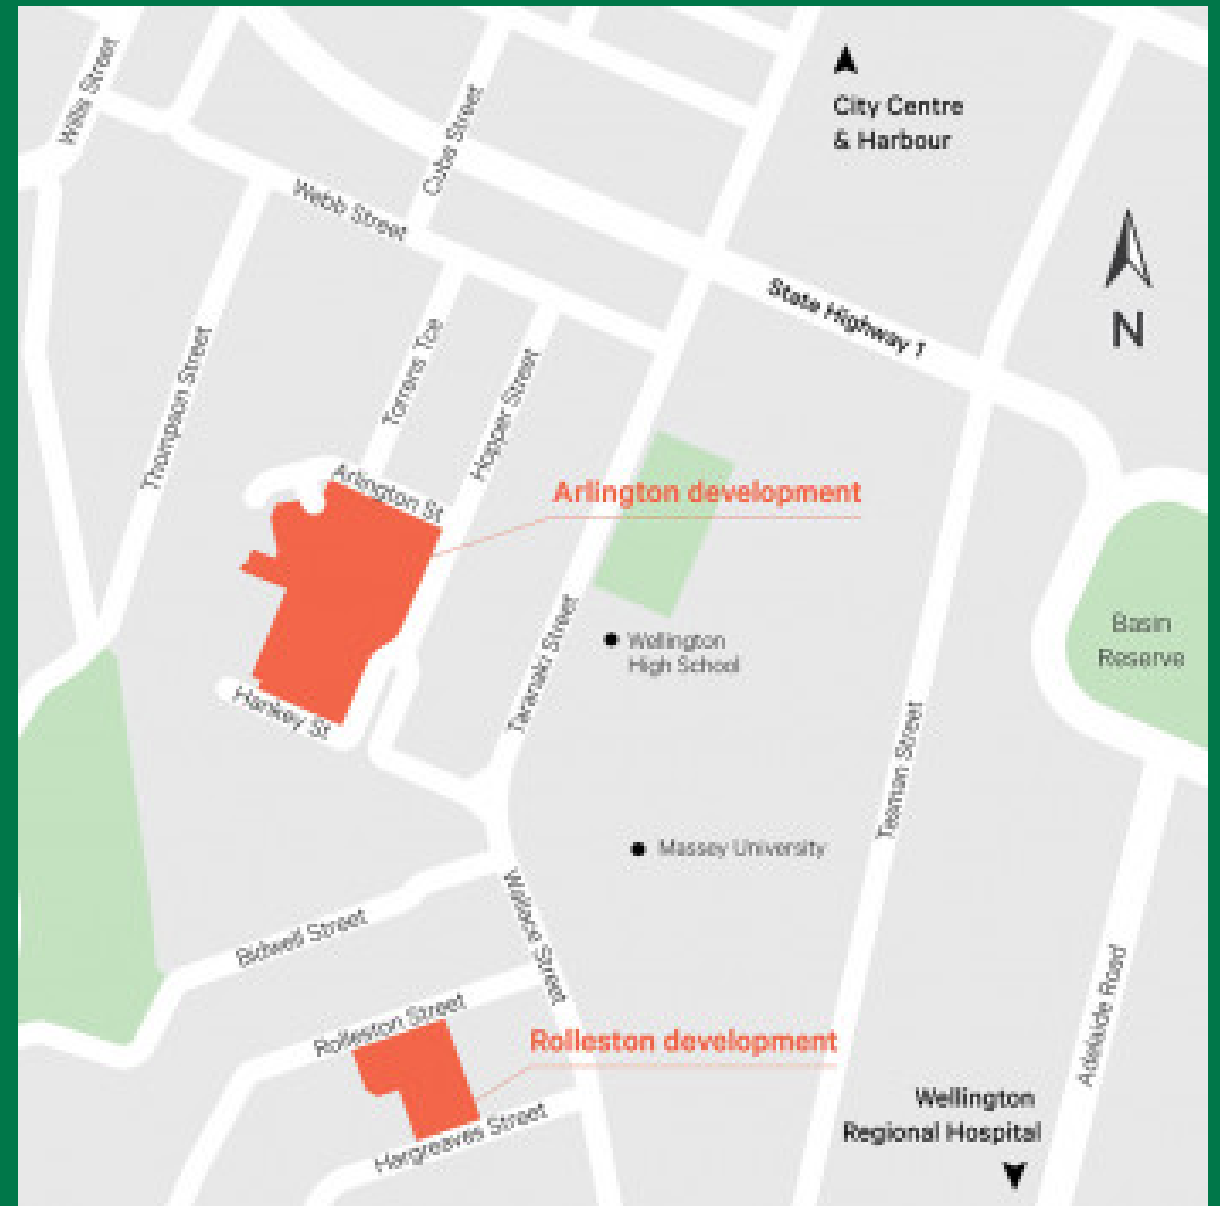 Willis Street
Cuba Street
City Centre
& Harbour
Webb Street
N
State Highway 1
Torrens Tce
Thompson Street
Hopper Street
Arlington St
Arlington development
Basin
Reserve
Wellington
High School
Taranaki Street
Hankey St
Tasman Street
Massey University
Wallace Street
Bidwell Street
Adelaide Road
Rolleston Street
Rolleston development
Wellington
Regional Hospital
Hargreaves Street